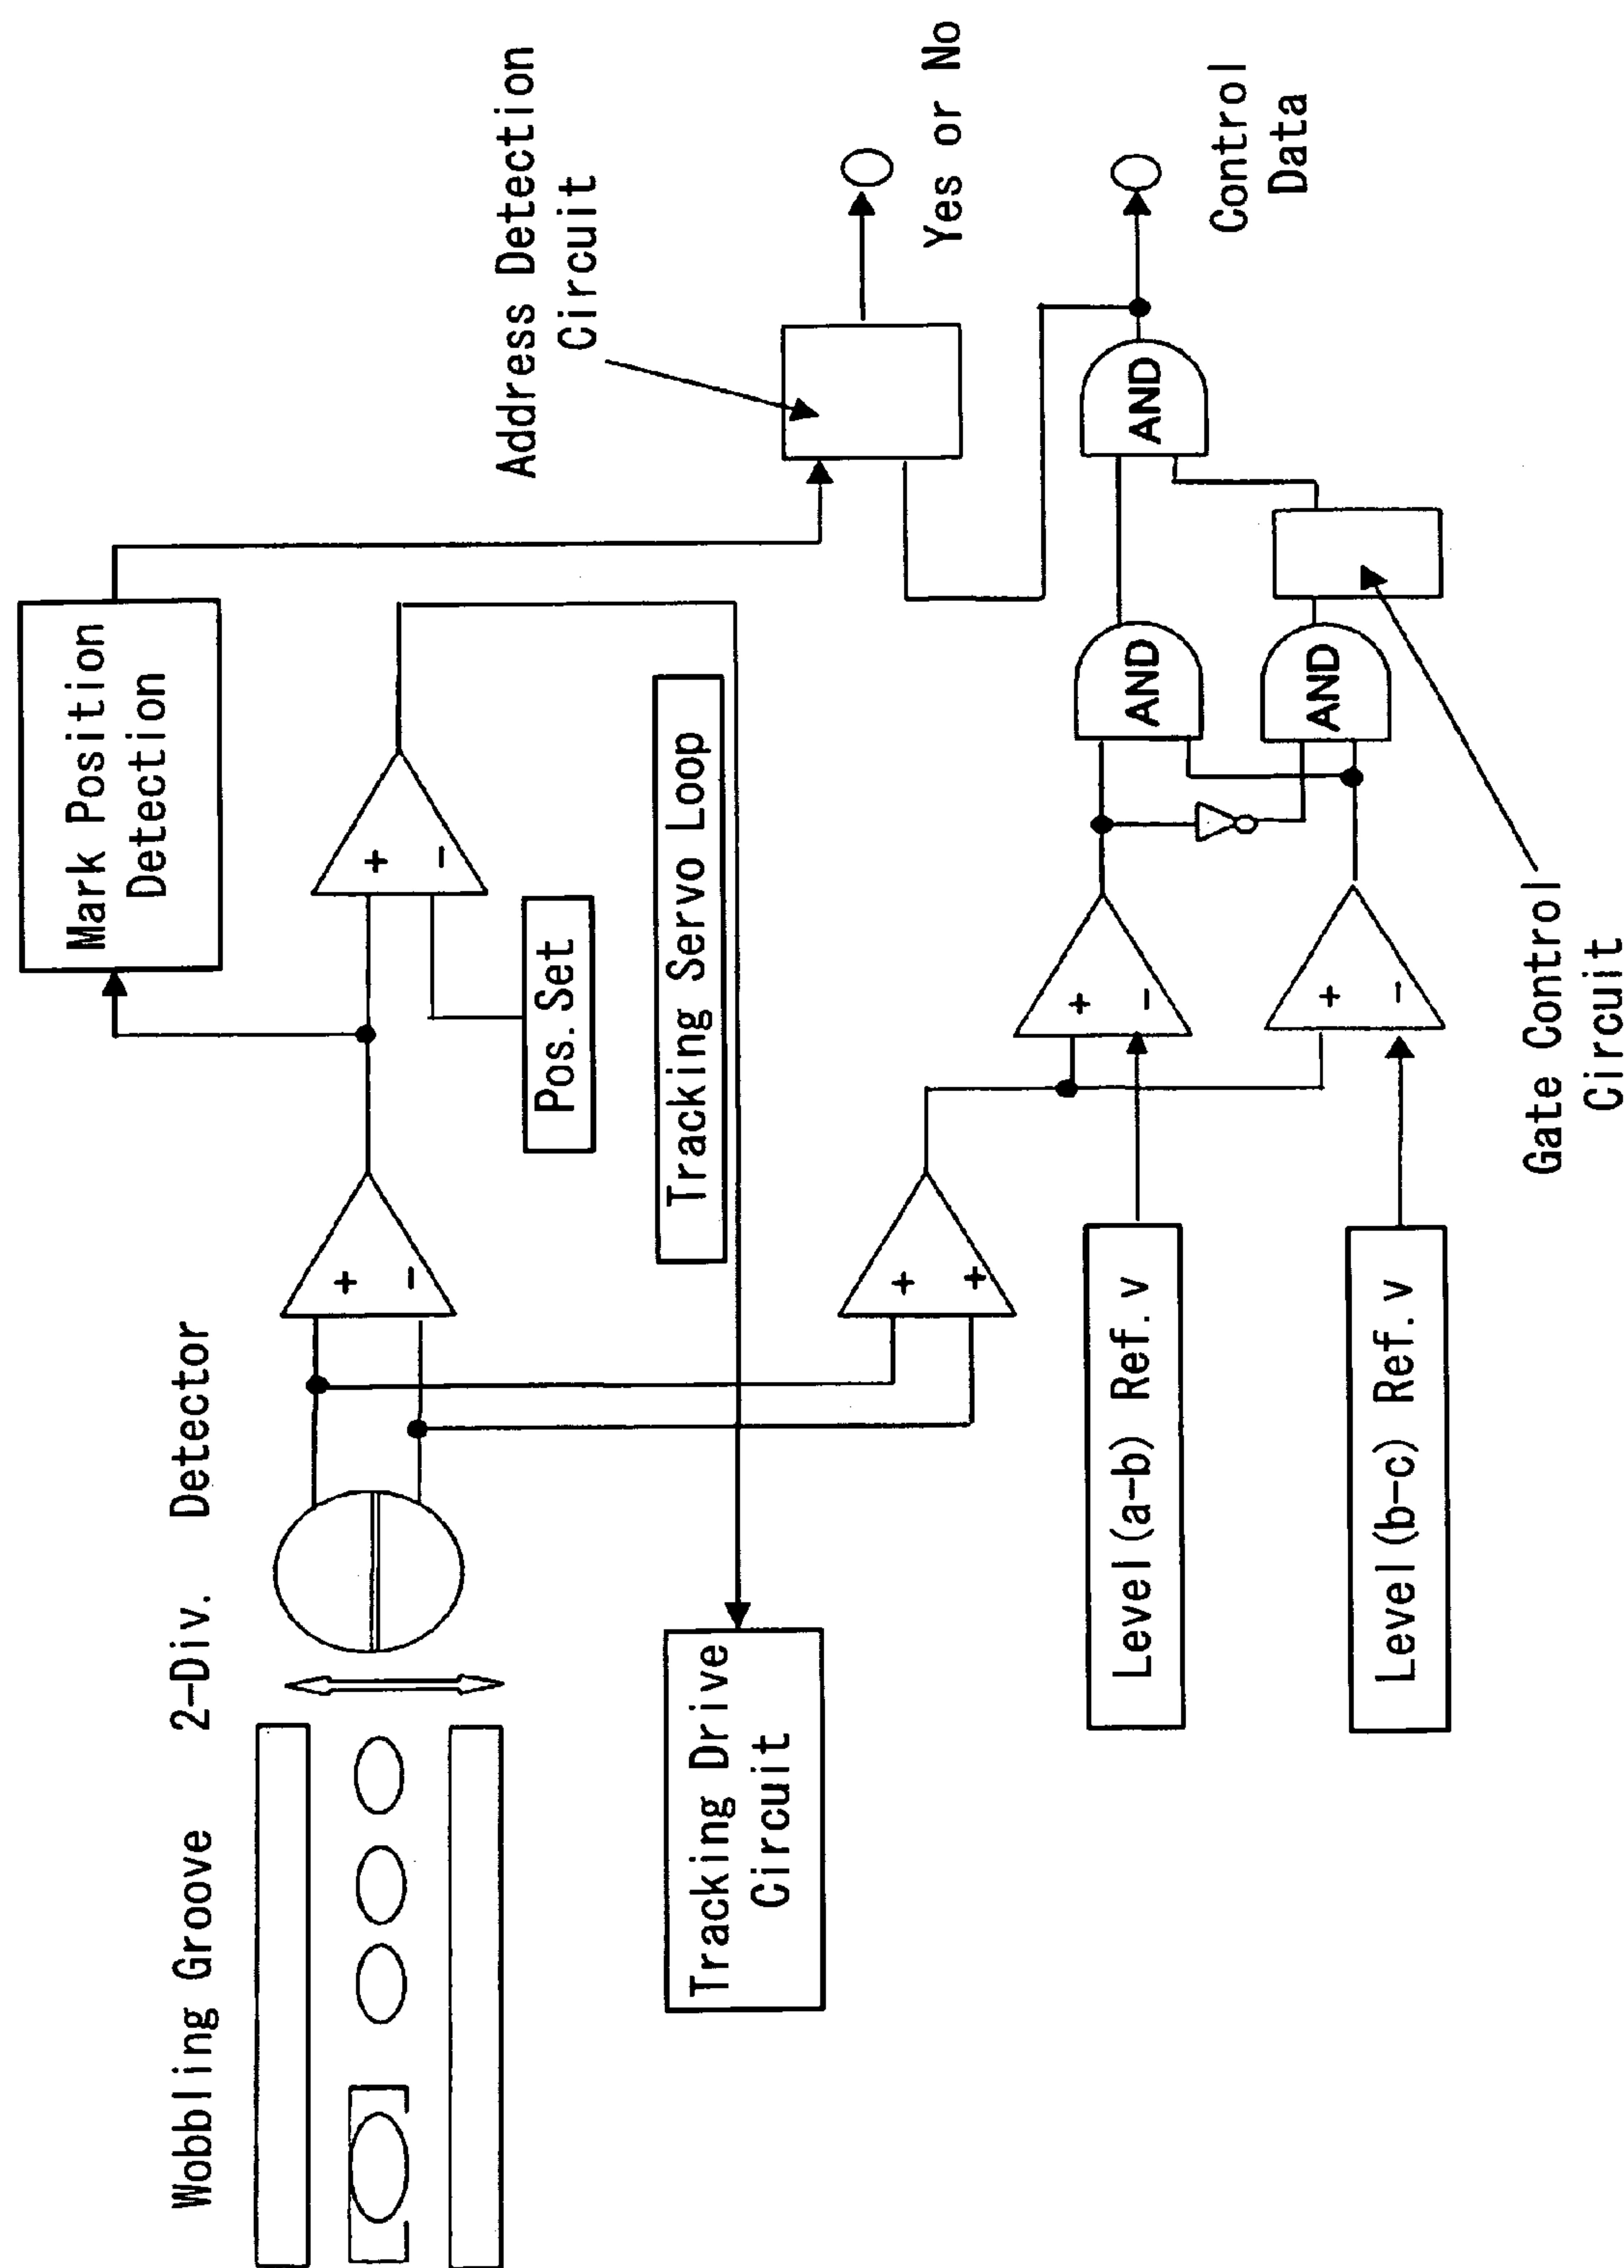 Wobbling Groove
2-Div. Detector
+
−
Mark Position
Detection
+
−
Pos. Set
Tracking Servo Loop
Address Detection
Circuit
Yes or No
Tracking Drive
Circuit
+
+
Level(a-b) Ref. v
Level(b-c) Ref. v
+
−
+
−
AND
AND
AND
Control
Data
Gate Control
Circuit